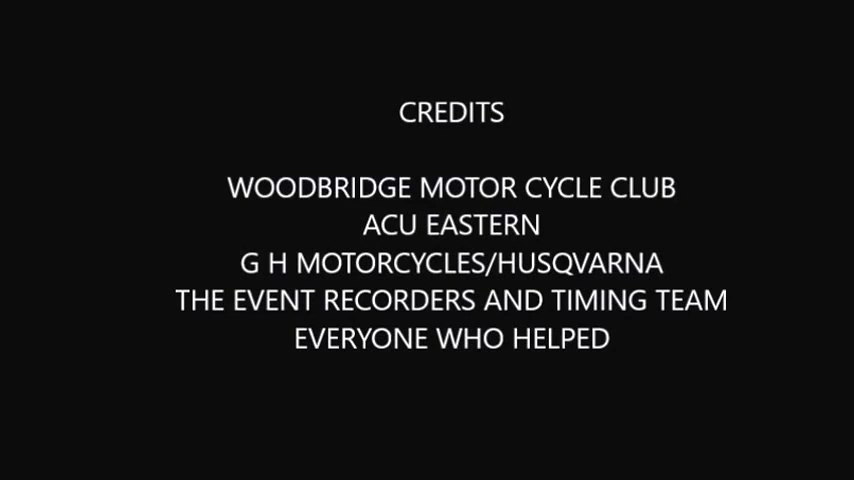 CREDITS
WOODBRIDGE MOTOR CYCLE CLUB
ACU EASTERN
G H MOTORCYCLES/HUSQVARNA
THE EVENT RECORDERS AND TIMING TEAM
EVERYONE WHO HELPED